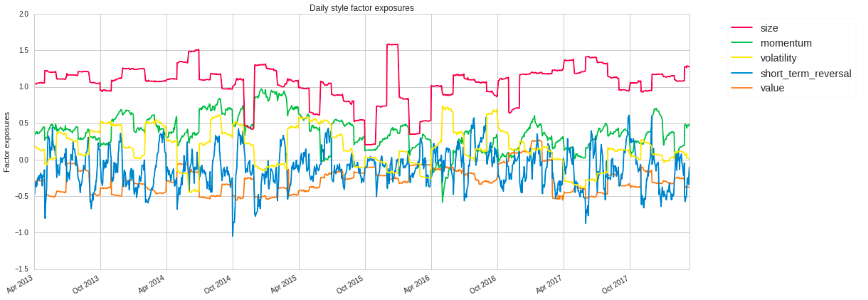 Daily style factor exposures
Factor exposures
2.0
1.5
1.0
0.5
0.0
−0.5
−1.0
−1.5
Apr 2013
Oct 2013
Apr 2014
Oct 2014
Apr 2015
Oct 2015
Apr 2016
Oct 2016
Apr 2017
Oct 2017
size
momentum
volatility
short_term_reversal
value